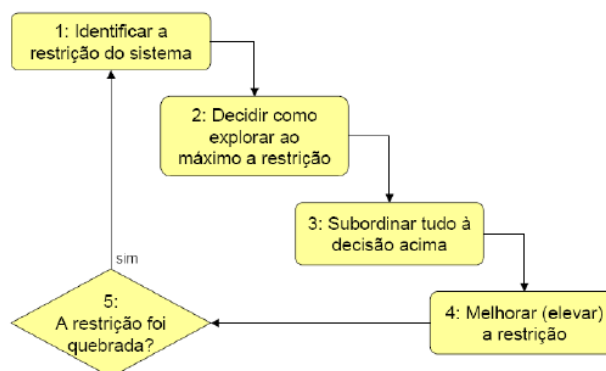 1: Identificar a
restrição do sistema
2: Decidir como
explorar ao
máximo a restrição
3: Subordinar tudo à
decisão acima
4: Melhorar (elevar)
a restrição
5:
A restrição foi
quebrada?
sim